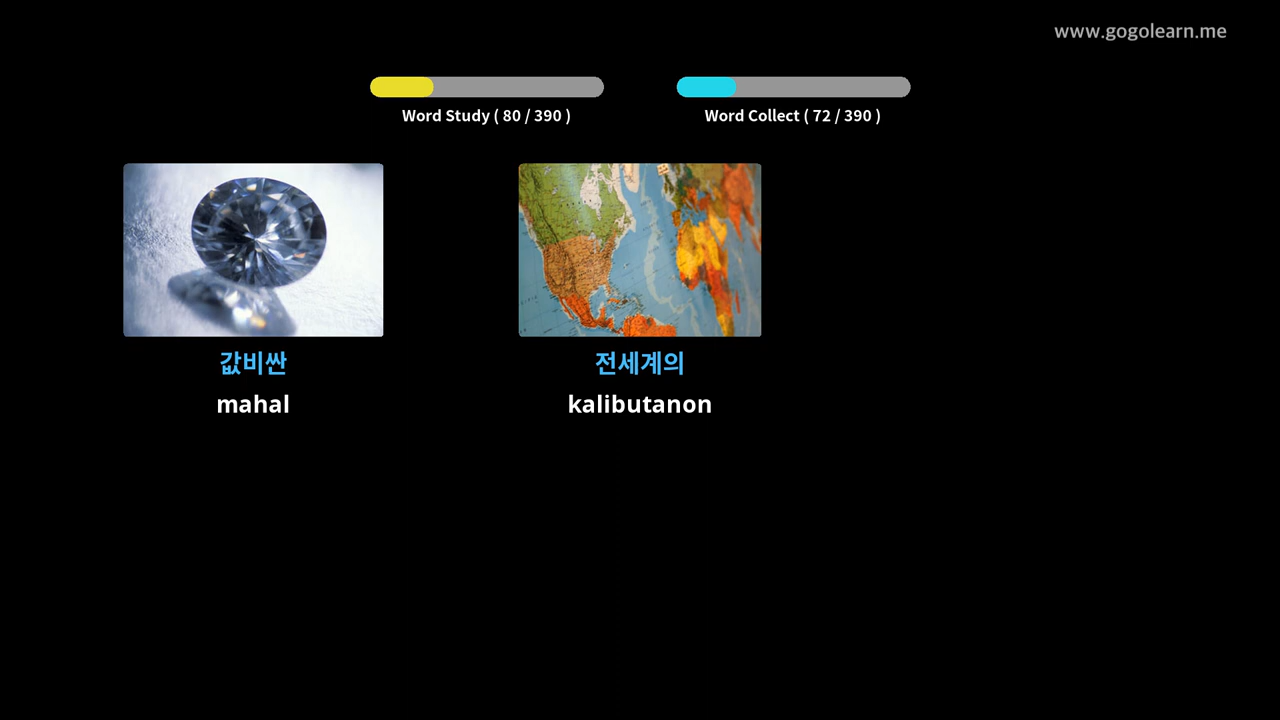 www.gogolearn.me
Word Study ( 80 / 390 )
Word Collect ( 72 / 390 )
값비싼
mahal
전세계의
kalibutanon